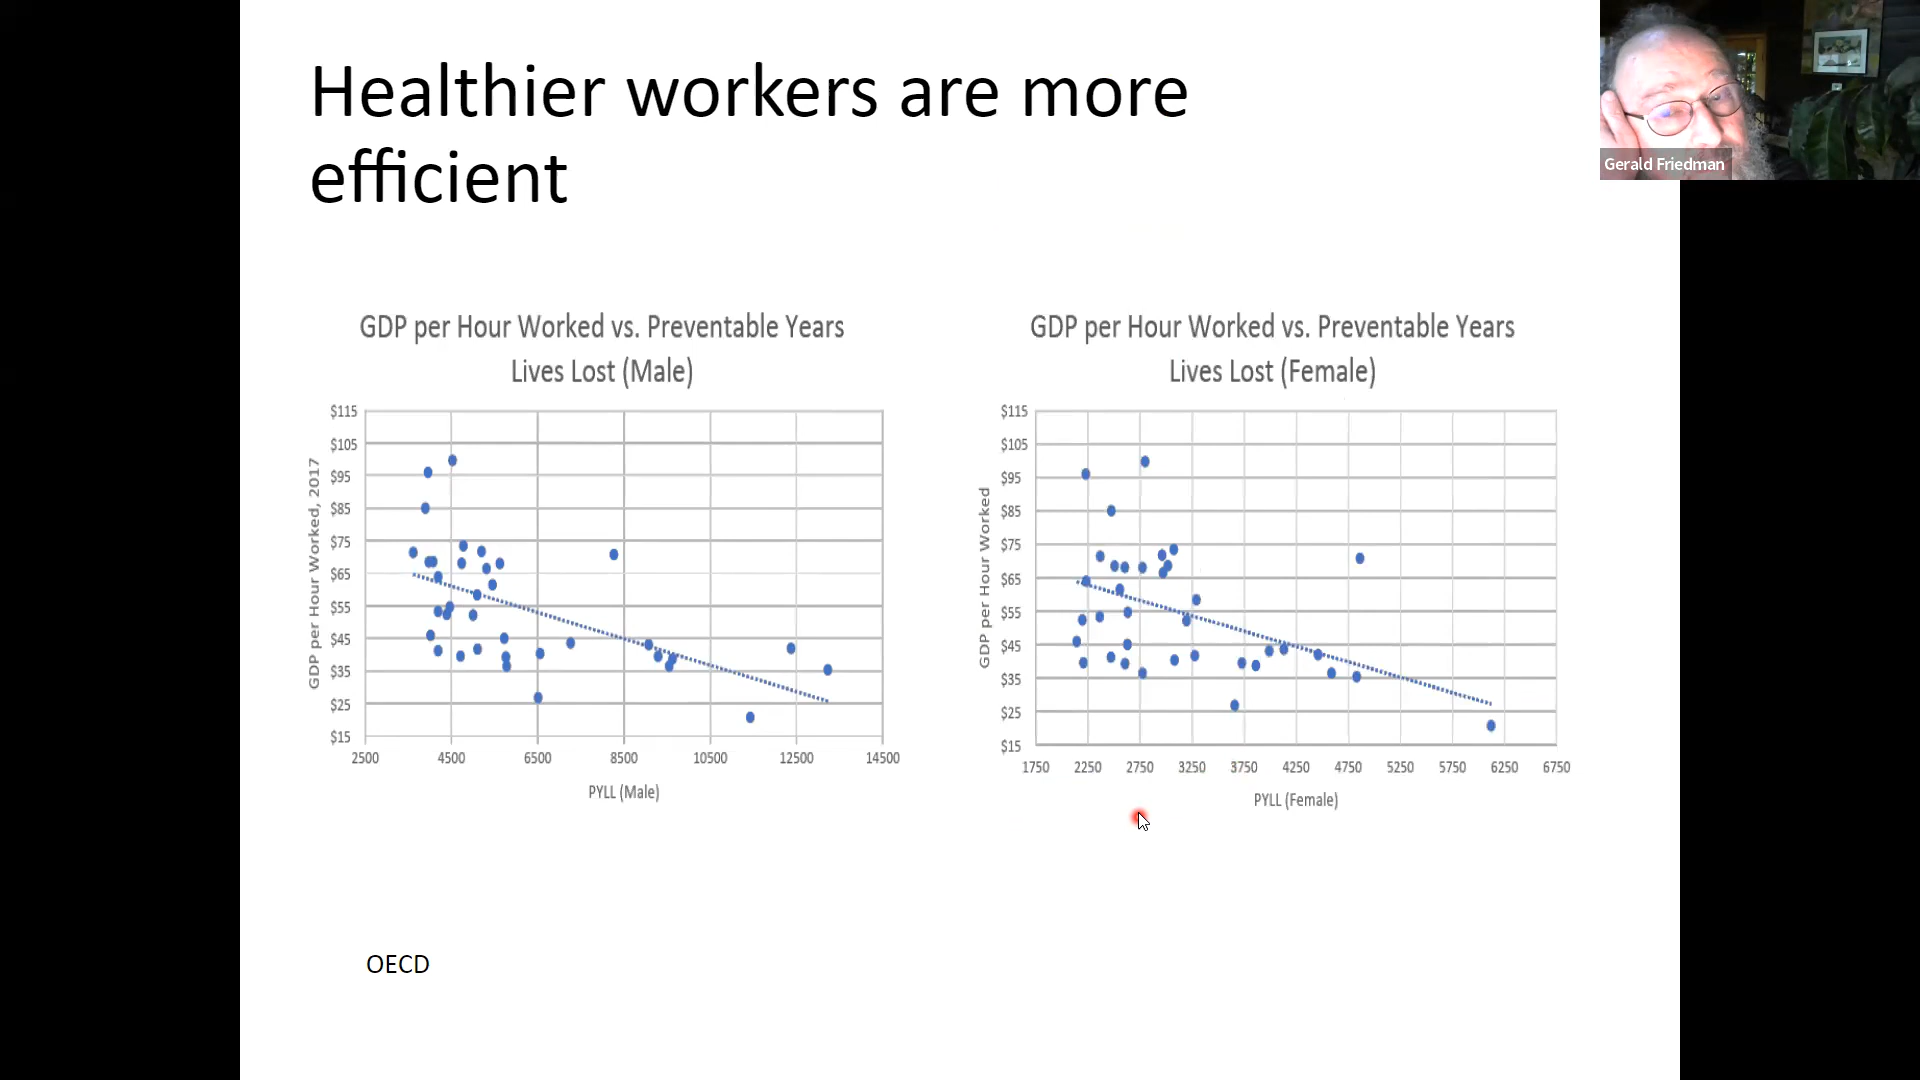 Healthier workers are more
efficient
Gerald Friedman
GDP per Hour Worked vs. Preventable Years
Lives Lost (Male)
GDP per Hour Worked, 2017
$115
$105
$95
$85
$75
$65
$55
$45
$35
$25
$15
2500 4500 6500 8500 10500 12500 14500
PYLL (Male)
GDP per Hour Worked vs. Preventable Years
Lives Lost (Female)
GDP per Hour Worked
$115
$105
$95
$85
$75
$65
$55
$45
$35
$25
$15
1750 2250 2750 3250 3750 4250 4750 5250 5750 6250 6750
PYLL (Female)
OECD